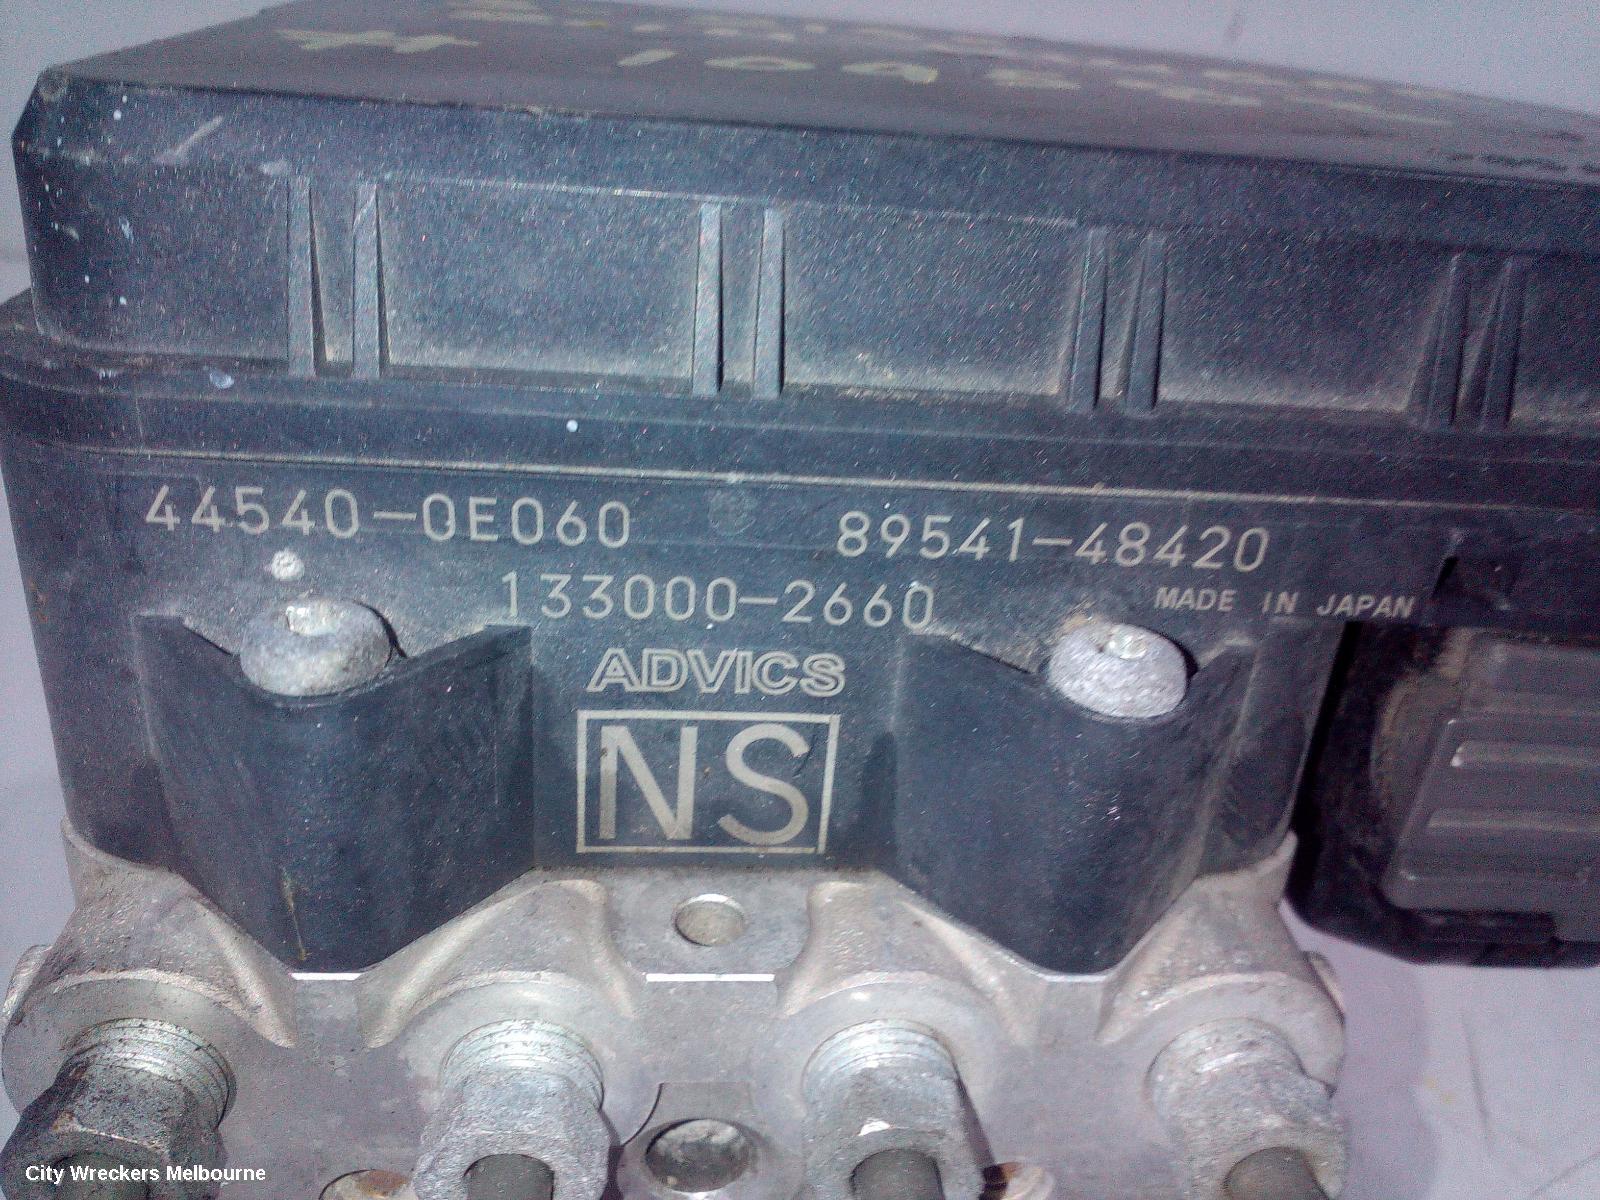 44540-0E060 89541-48420
133000-2660 MADE IN JAPAN
ADVICS
NS
City Wreckers Melbourne